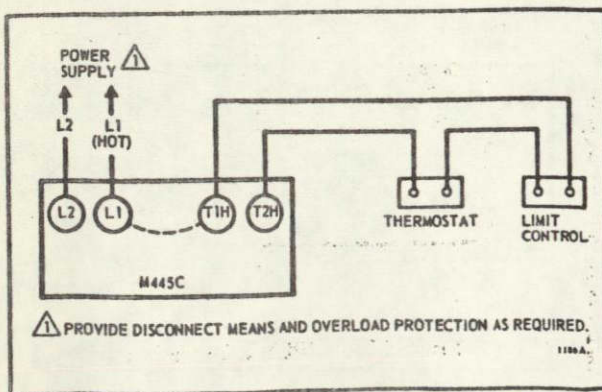 POWER
SUPPLY 1
L2 L1
(HOT)
L2 L1 T1H T2H
THERMOSTAT
LIMIT
CONTROL
M445C
1 PROVIDE DISCONNECT MEANS AND OVERLOAD PROTECTION AS REQUIRED.
1186A